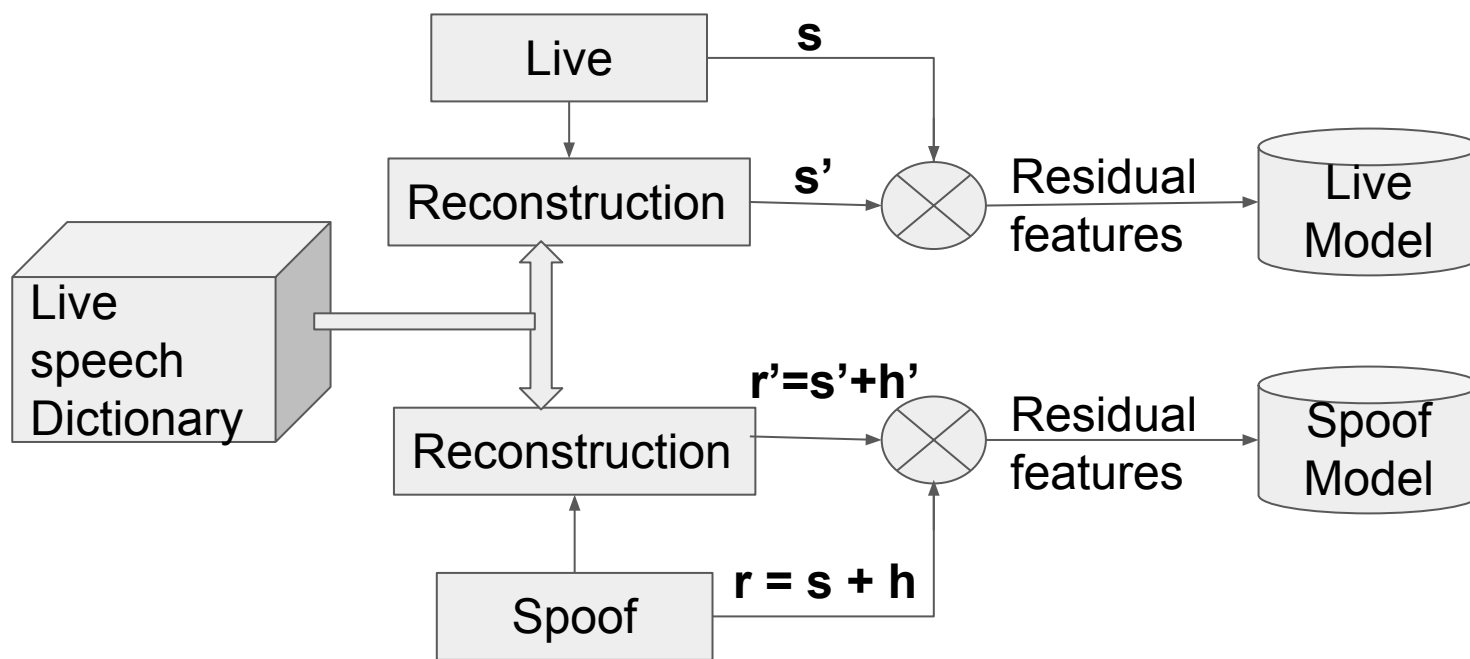 Live
s
Reconstruction
s’
Residual
features
Live
Model
Live
speech
Dictionary
r’=s’+h’
Reconstruction
Residual
features
Spoof
Model
Spoof
r = s + h